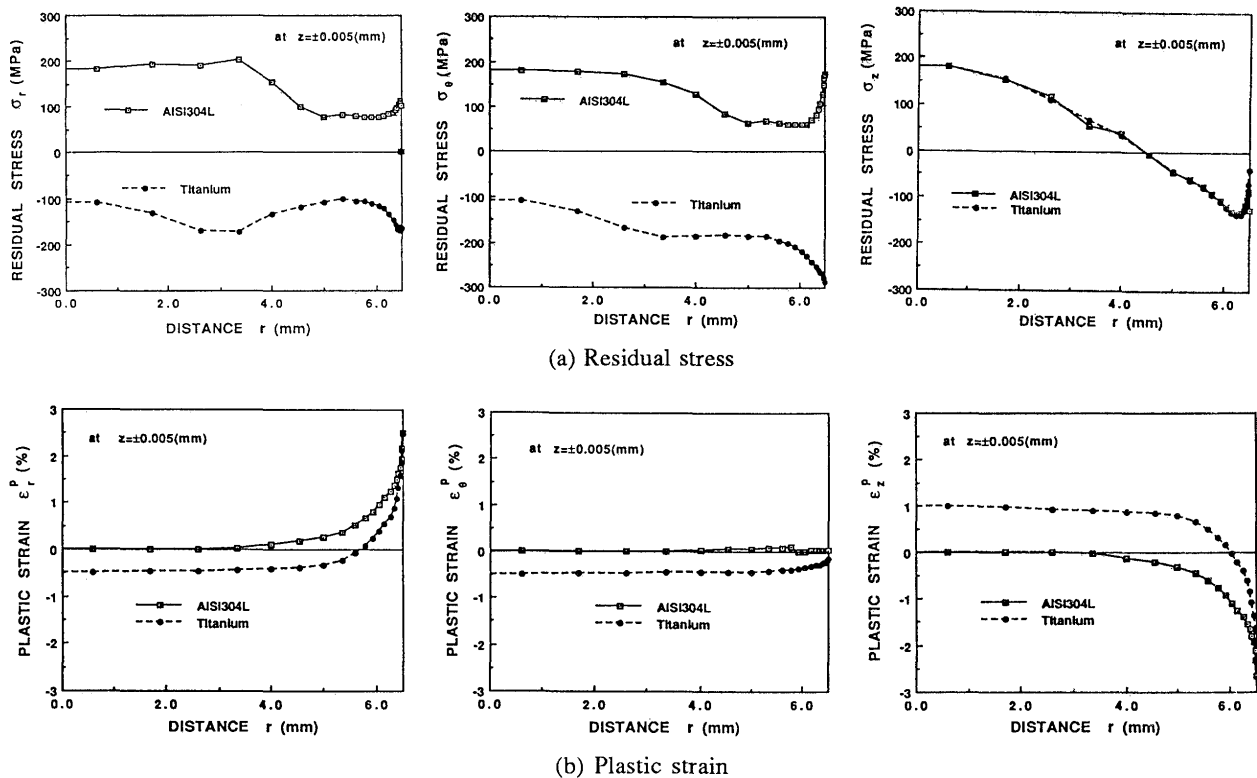 RESIDUAL STRESS σr (MPa)
300
200
100
0
-100
-200
-300
at z=±0.005(mm)
AISI304L
Titanium
0.0 2.0 4.0 6.0
DISTANCE r (mm)
RESIDUAL STRESS σθ (MPa)
300
200
100
0
-100
-200
-300
at z=±0.005(mm)
AISI304L
Titanium
0.0 2.0 4.0 6.0
DISTANCE r (mm)
RESIDUAL STRESS σz (MPa)
300
200
100
0
-100
-200
-300
at z=±0.005(mm)
AISI304L
Titanium
0.0 2.0 4.0 6.0
DISTANCE r (mm)
(a) Residual stress
PLASTIC STRAIN εrp (%)
3
2
1
0
-1
-2
-3
at z=±0.005(mm)
AISI304L
Titanium
0.0 2.0 4.0 6.0
DISTANCE r (mm)
PLASTIC STRAIN εθp (%)
3
2
1
0
-1
-2
-3
at z=±0.005(mm)
AISI304L
Titanium
0.0 2.0 4.0 6.0
DISTANCE r (mm)
PLASTIC STRAIN εzp (%)
3
2
1
0
-1
-2
-3
at z=±0.005(mm)
AISI304L
Titanium
0.0 2.0 4.0 6.0
DISTANCE r (mm)
(b) Plastic strain